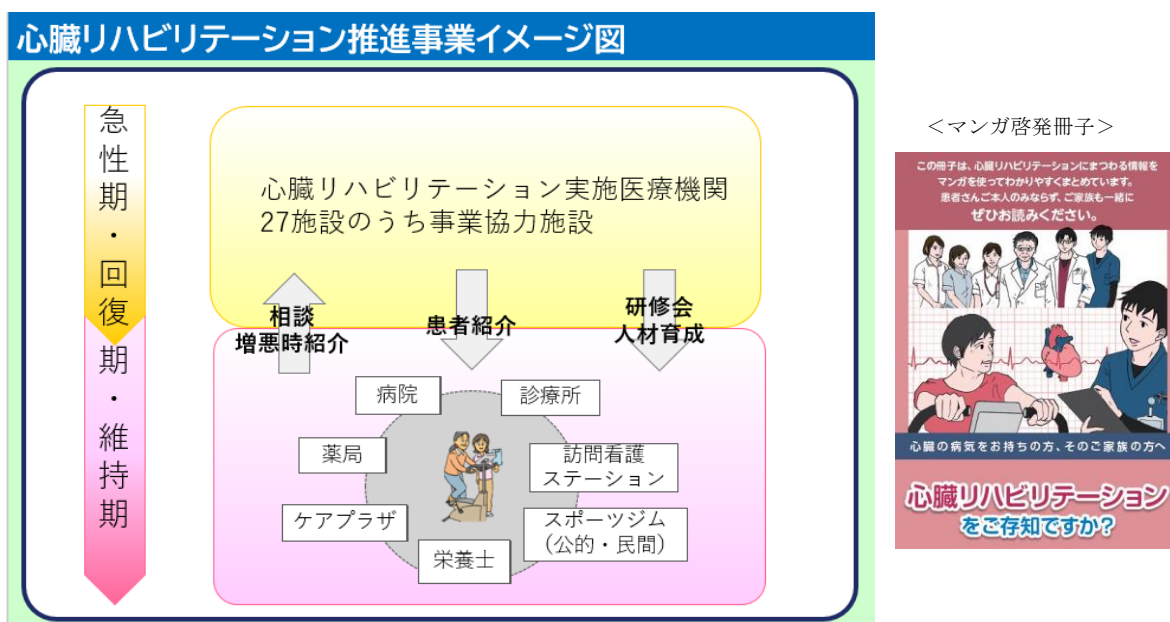 心臓リハビリテーション推進事業イメージ図
急性期・回復期・維持期
心臓リハビリテーション実施医療機関
27施設のうち事業協力施設
相談
増悪時紹介
患者紹介
研修会
人材育成
病院
診療所
薬局
訪問看護
ステーション
ケアプラザ
スポーツジム
(公的・民間)
栄養士
＜マンガ啓発冊子＞
この冊子は、心臓リハビリテーションにまつわる情報を
マンガを使ってわかりやすくまとめています。
患者さんご本人のみならず、ご家族も一緒に
ぜひお読みください。
心臓の病気をお持ちの方、そのご家族の方へ
心臓リハビリテーション
をご存知ですか？